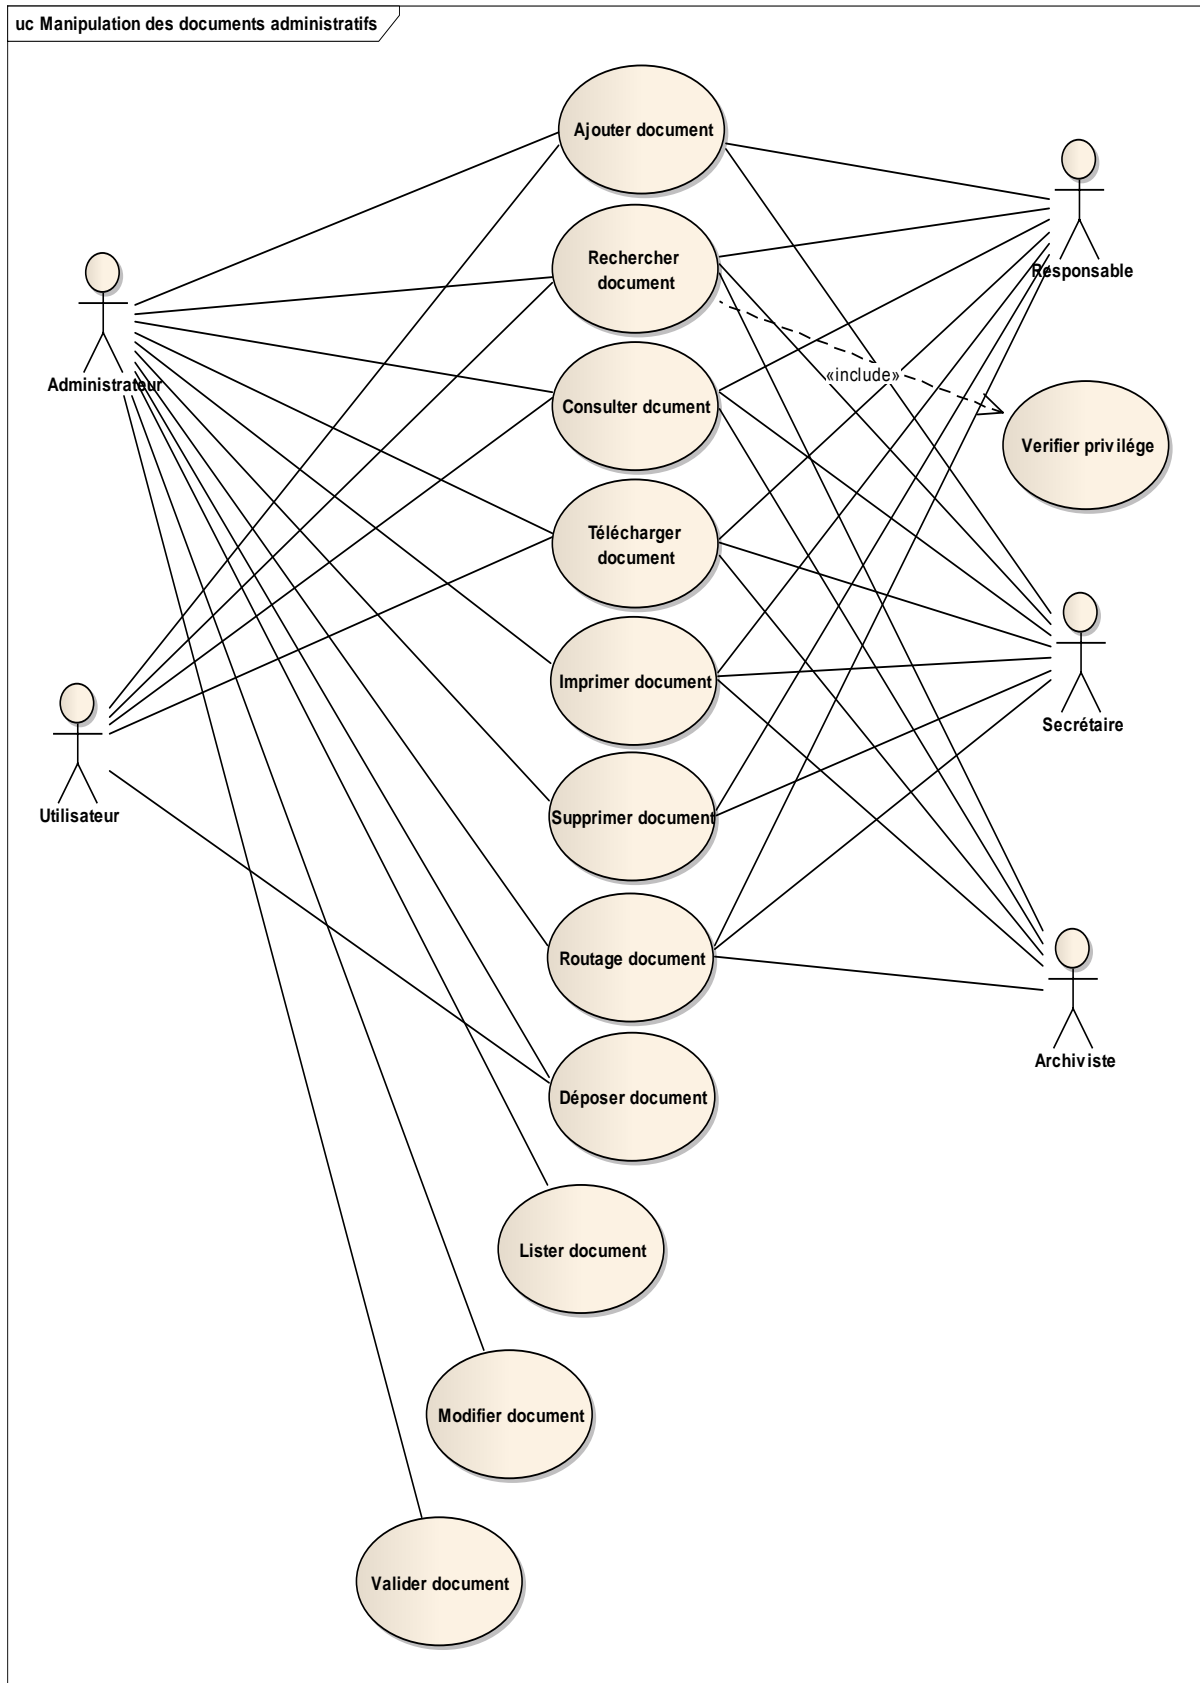 uc Manipulation des documents administratifs
Ajouter document
Rechercher
document
Responsable
Administrateur
«include»
Consulter dcument
Verifier privilége
Télécharger
document
Imprimer document
Secrétaire
Utilisateur
Supprimer document
Routage document
Archiviste
Déposer document
Lister document
Modifier document
Valider document